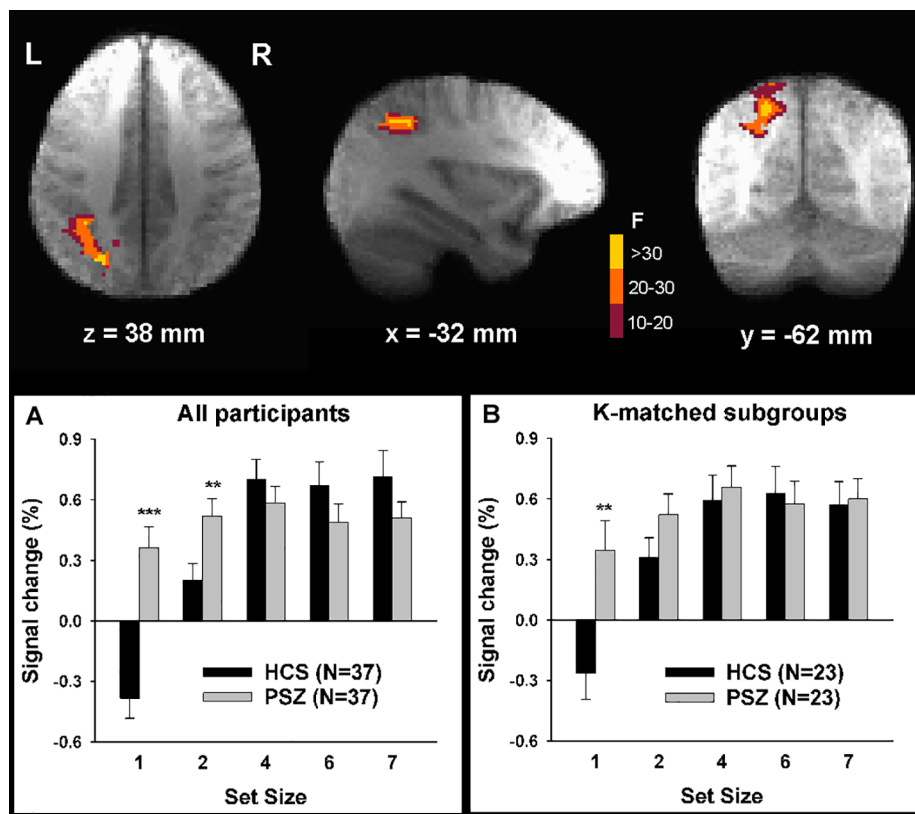 L
R
F
>30
20-30
10-20
z = 38 mm
x = -32 mm
y = -62 mm
A
All participants
Signal change (%)
0.9
0.6
0.3
0.0
-0.3
-0.6
***
**
HCS (N=37)
PSZ (N=37)
1 2 4 6 7
Set Size
B
K-matched subgroups
Signal change (%)
0.9
0.6
0.3
0.0
-0.3
-0.6
**
HCS (N=23)
PSZ (N=23)
1 2 4 6 7
Set Size